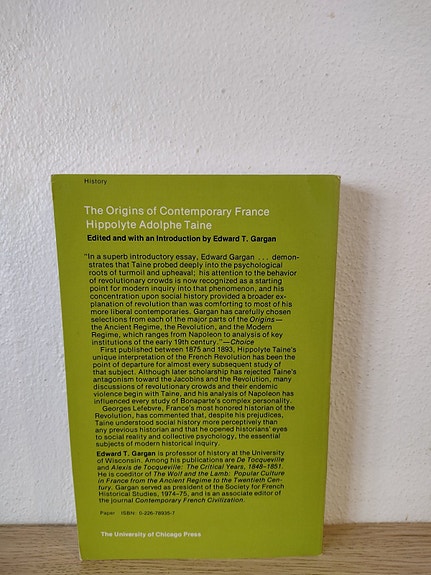 History
The Origins of Contemporary France
Hippolyte Adolphe Taine
Edited and with an Introduction by Edward T. Gargan
"In a superb introductory essay, Edward Gargan . . . demon-
strates that Taine probed deeply into the psychological
roots of turmoil and upheaval; his attention to the behavior
of revolutionary crowds is now recognized as a starting
point for modern inquiry into that phenomenon, and his
concentration upon social history provided a broader ex-
planation of revolution than was comforting to most of his
more liberal contemporaries. Gargan has carefully chosen
selections from each of the major parts of the Origins—
the Ancient Regime, the Revolution, and the Modern
Regime, which ranges from Napoleon to analysis of key
institutions of the early 19th century."—Choice
First published between 1875 and 1893, Hippolyte Taine's
unique interpretation of the French Revolution has been the
point of departure for almost every subsequent study of
that subject. Although later scholarship has rejected Taine's
antagonism toward the Jacobins and the Revolution, many
discussions of revolutionary crowds and their endemic
violence begin with Taine, and his analysis of Napoleon has
influenced every study of Bonaparte's complex personality.
Georges Lefebvre, France's most honored historian of the
Revolution, has commented that, despite his prejudices,
Taine understood social history more perceptively than
any previous historian and that he opened historians' eyes
to social reality and collective psychology, the essential
subjects of modern historical inquiry.
Edward T. Gargan is professor of history at the University
of Wisconsin. Among his publications are De Tocqueville
and Alexis de Tocqueville: The Critical Years, 1848–1851.
He is coeditor of The Wolf and the Lamb: Popular Culture
in France from the Ancient Regime to the Twentieth Cen-
tury. Gargan served as president of the Society for French
Historical Studies, 1974–75, and is an associate editor of
the journal Contemporary French Civilization.
Paper ISBN: 0-226-78935-7
The University of Chicago Press